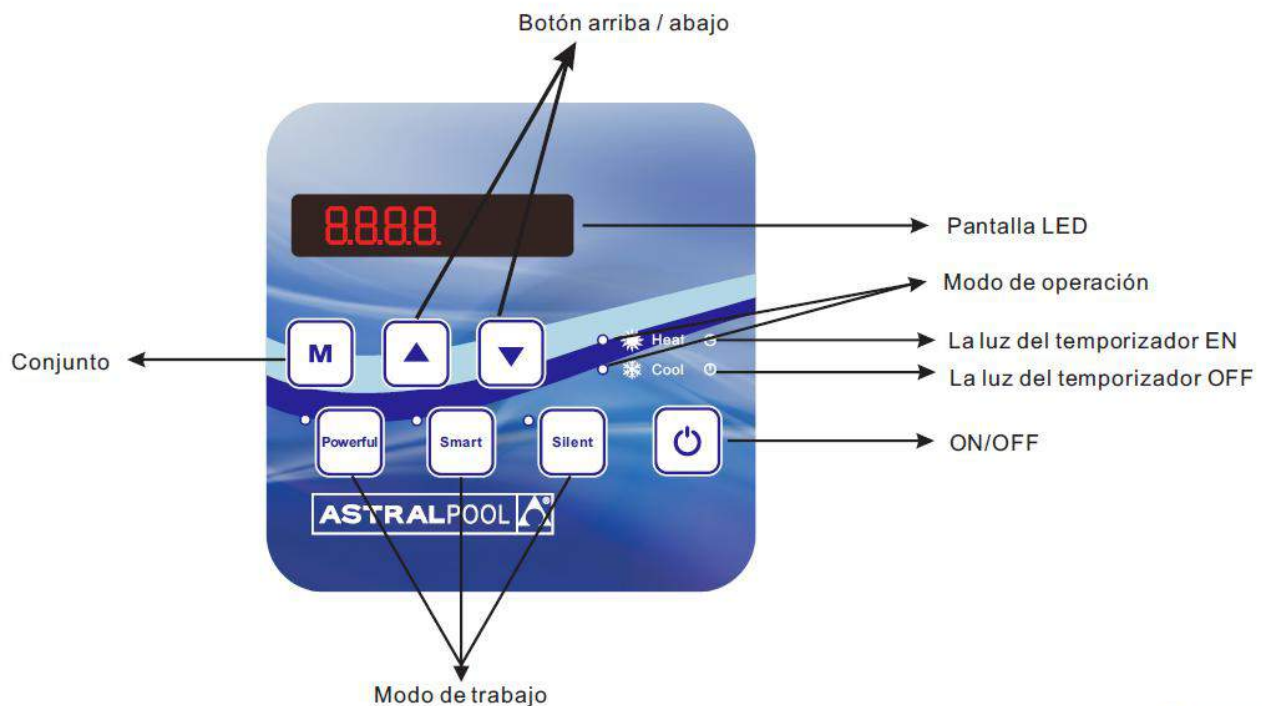 Botón arriba / abajo
8.8.8.8.
Pantalla LED
Modo de operación
M
Heat
La luz del temporizador EN
Conjunto
Cool
La luz del temporizador OFF
Powerful
Smart
Silent
ON/OFF
ASTRALPOOL ®
Modo de trabajo